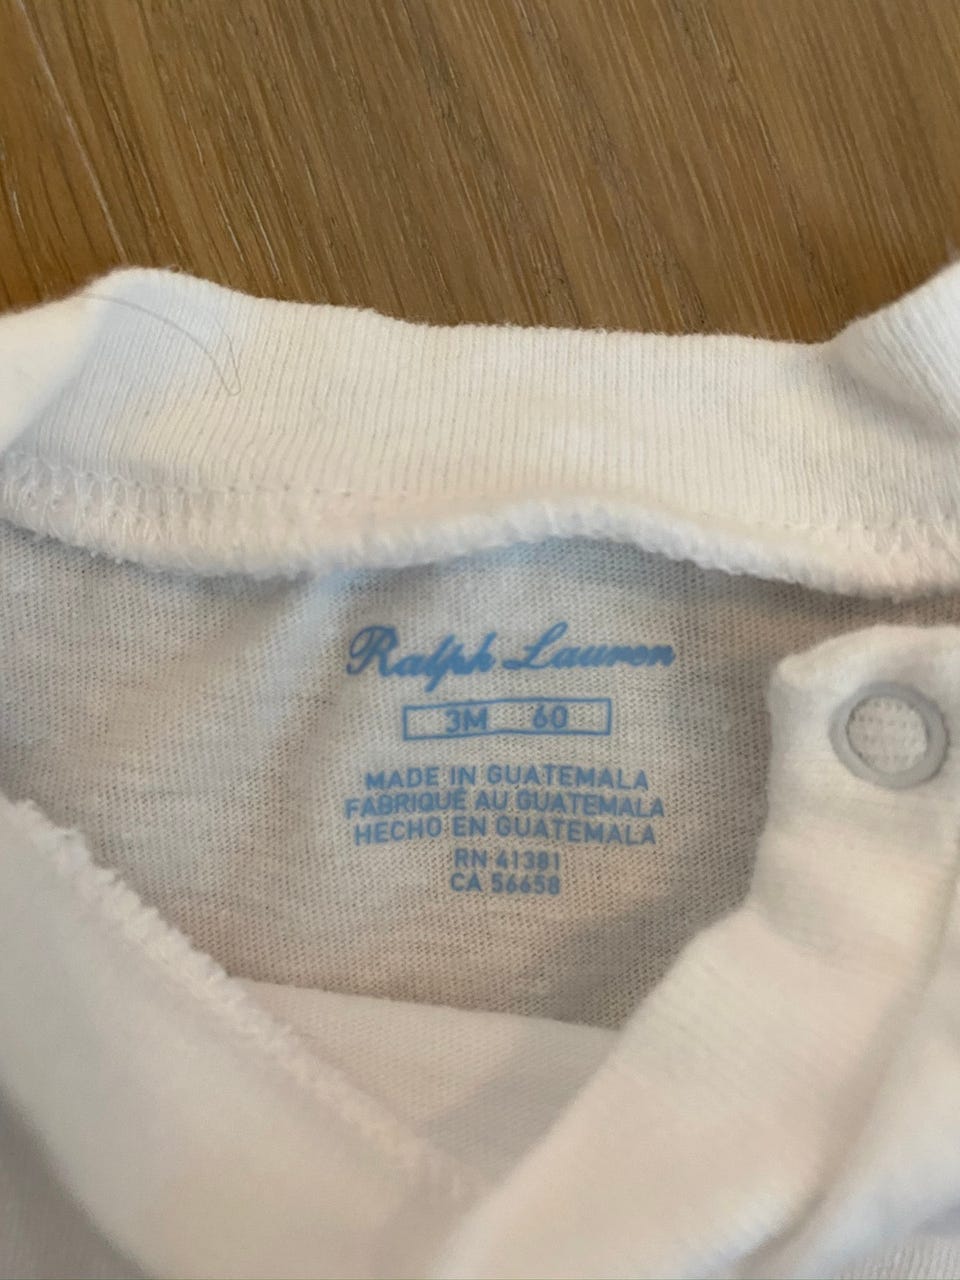 Ralph Lauren
3M 60
MADE IN GUATEMALA
FABRIQUÉ AU GUATEMALA
HECHO EN GUATEMALA
RN 41381
CA 56658